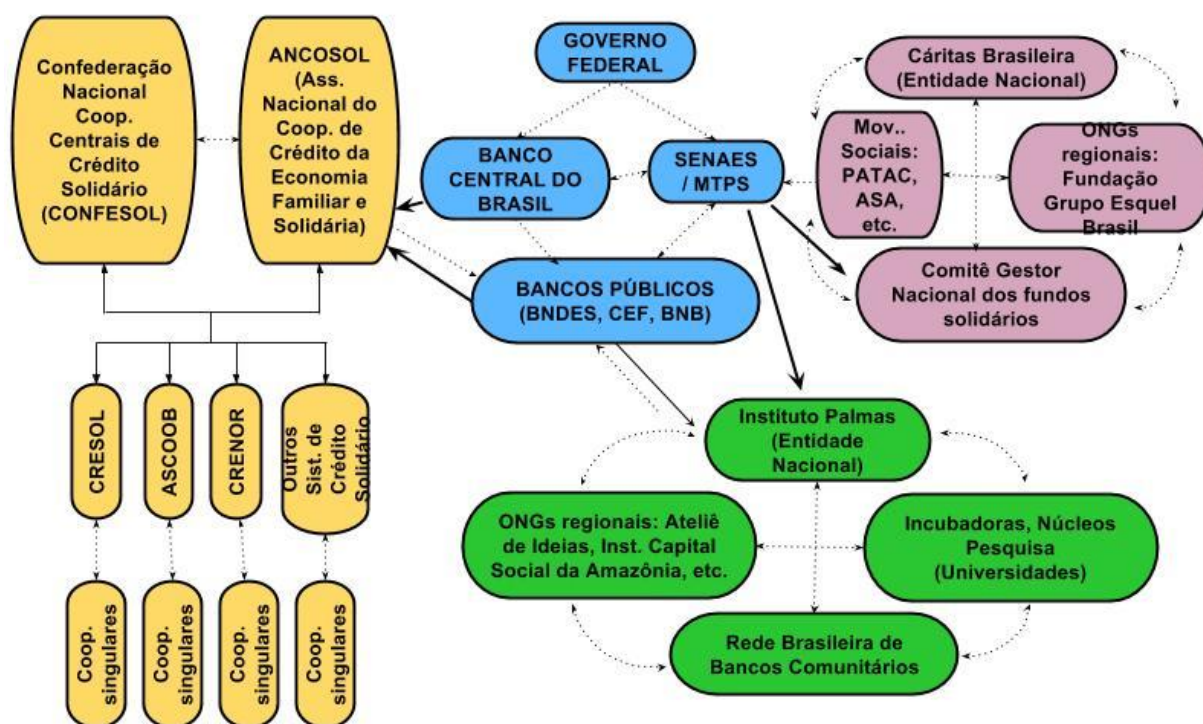 Confederação
Nacional
Coop.
Centrais de
Crédito
Solidário
(CONFESOL)
ANCOSOL
(Ass.
Nacional do
Coop. de
Crédito da
Economia
Familiar e
Solidária)
GOVERNO
FEDERAL
BANCO
CENTRAL DO
BRASIL
SENAES
/ MTPS
BANCOS PÚBLICOS
(BNDES, CEF, BNB)
Cáritas Brasileira
(Entidade Nacional)
Mov..
Sociais:
PATAC,
ASA,
etc.
ONGs
regionais:
Fundação
Grupo Esquel
Brasil
Comitê Gestor
Nacional dos fundos
solidários
CRESOL
ASCOOB
CRENOR
Outros
Sist. de
Crédito
Solidário
Coop.
singulares
Coop.
singulares
Coop.
singulares
Coop.
singulares
Instituto Palmas
(Entidade
Nacional)
ONGs regionais: Ateliê
de Ideias, Inst. Capital
Social da Amazônia, etc.
Incubadoras, Núcleos
Pesquisa
(Universidades)
Rede Brasileira de
Bancos Comunitários